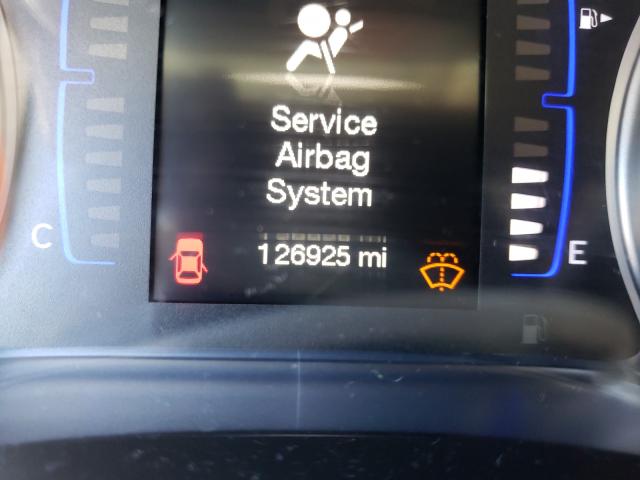 Service
Airbag
System
C
126925 mi
E